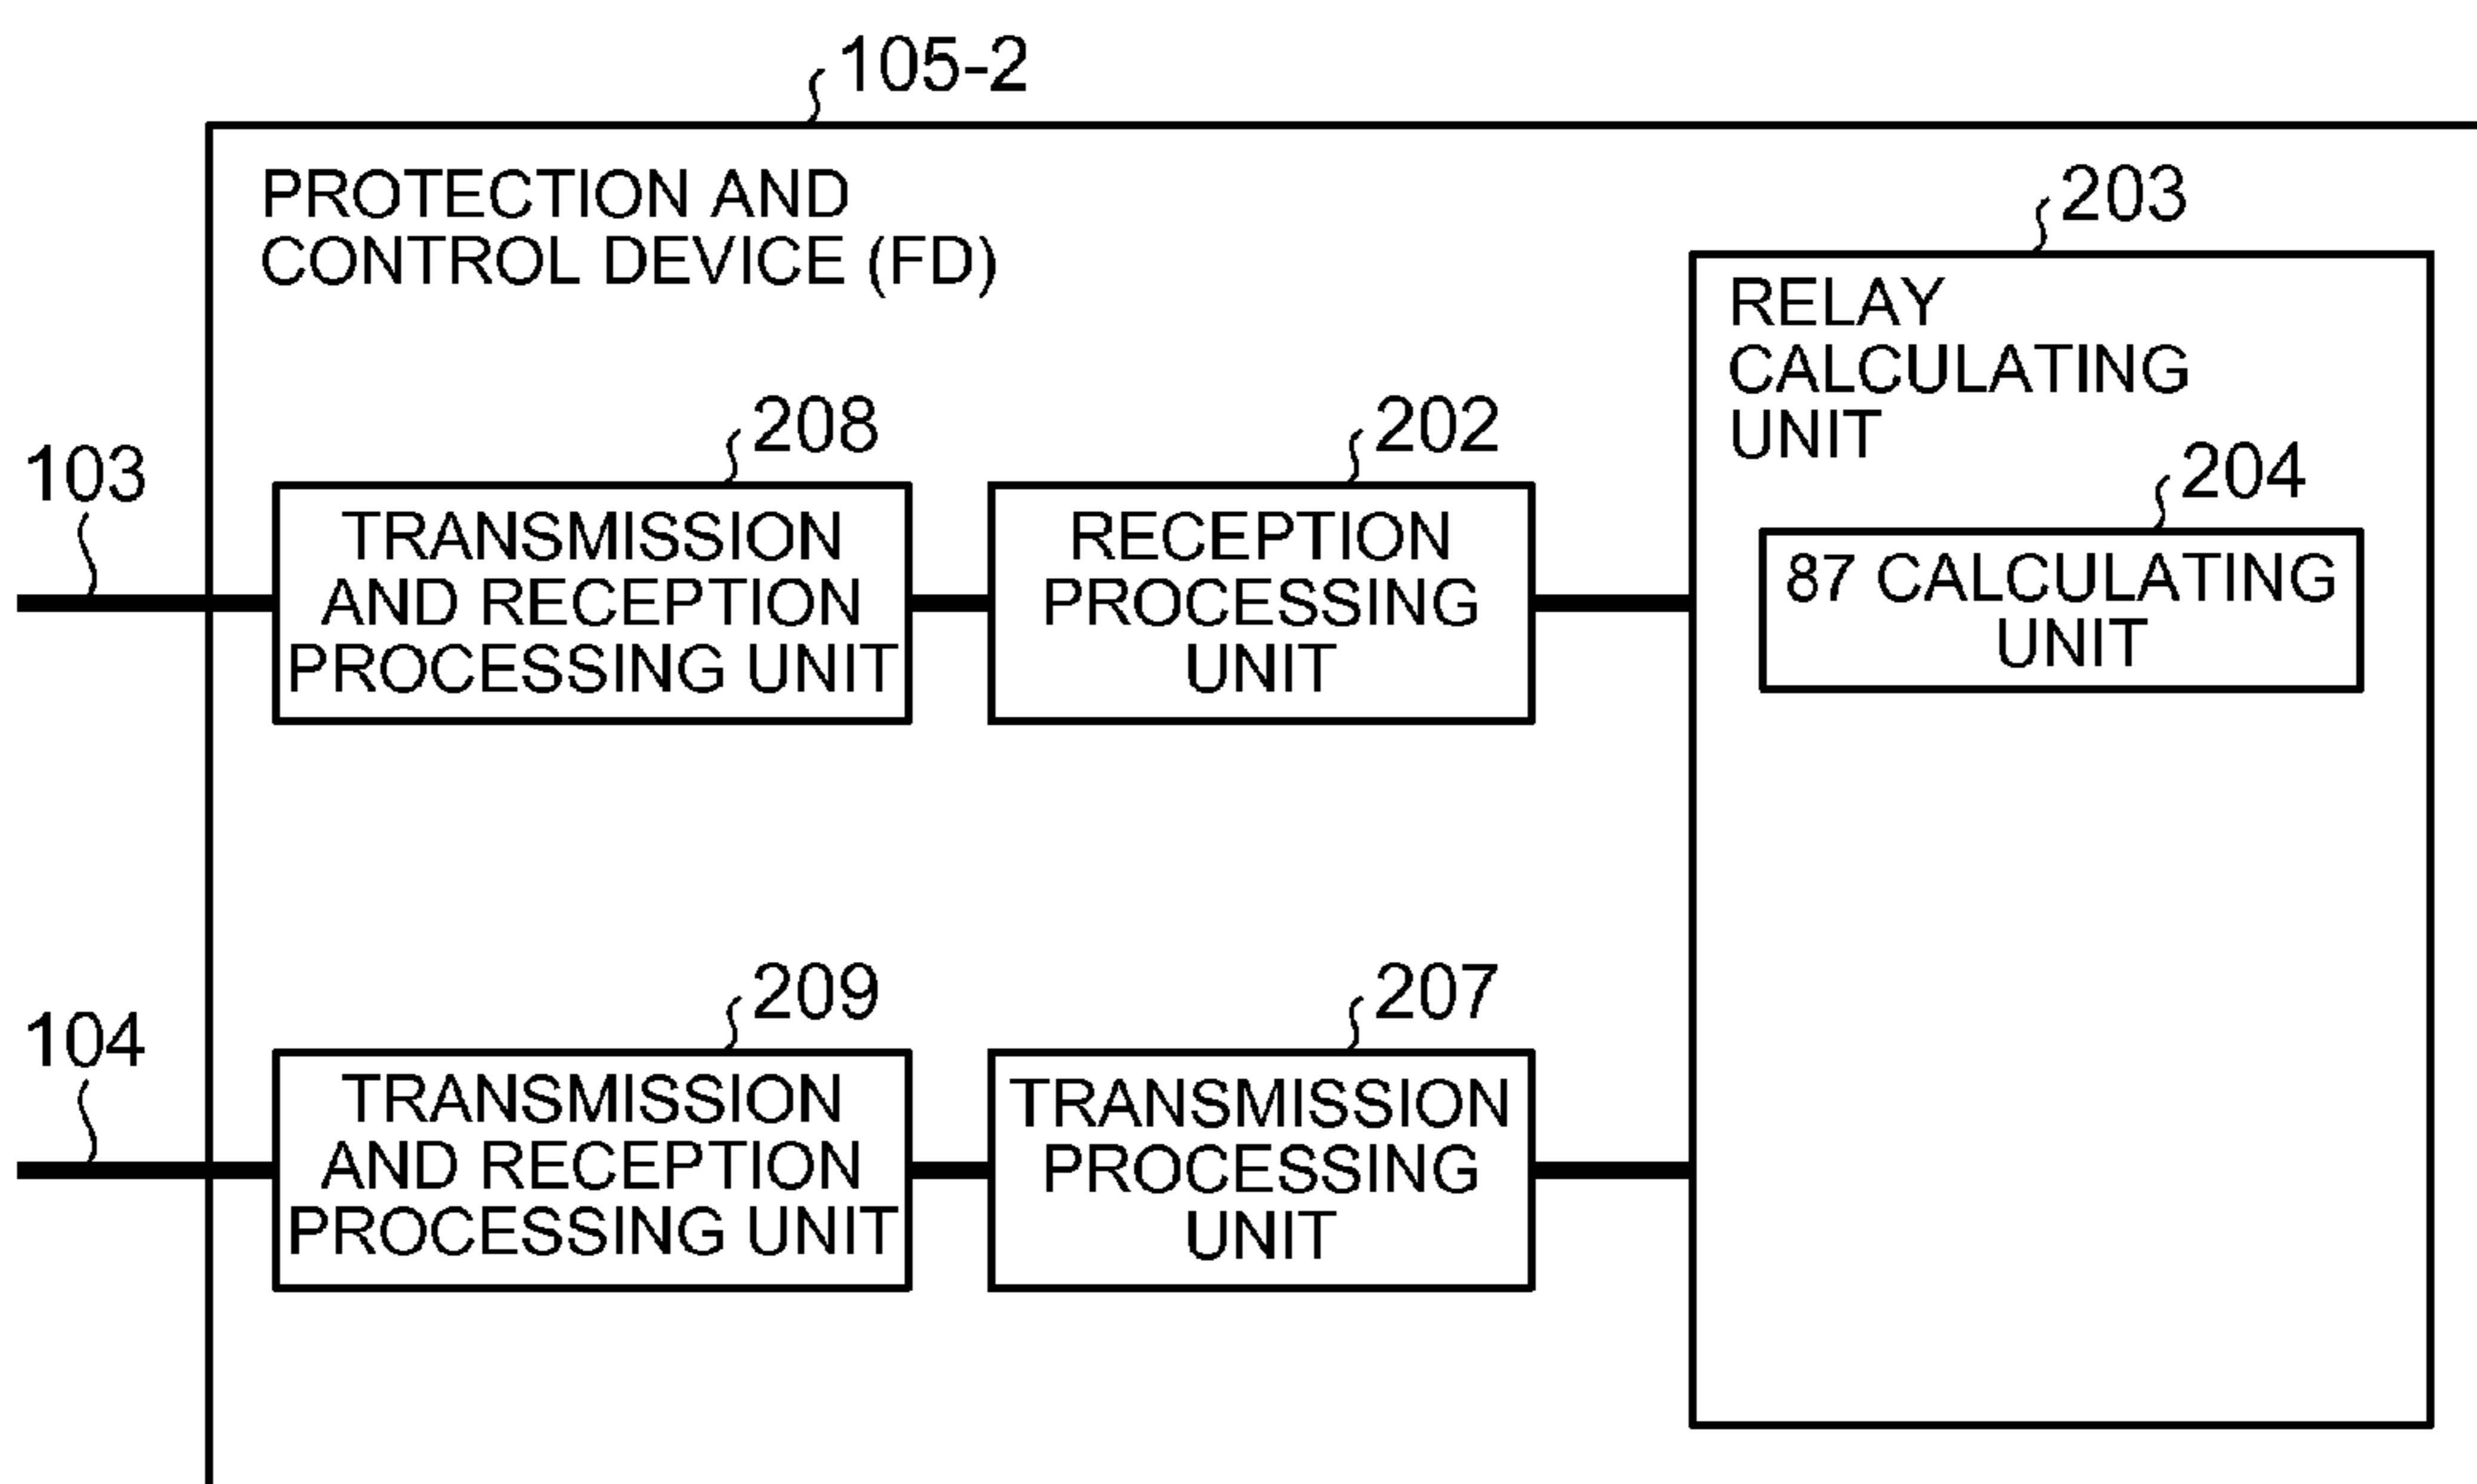 105-2
PROTECTION AND
CONTROL DEVICE (FD)
203
RELAY
CALCULATING
UNIT
204
87 CALCULATING
UNIT
103
208
TRANSMISSION
AND RECEPTION
PROCESSING UNIT
202
RECEPTION
PROCESSING
UNIT
104
209
TRANSMISSION
AND RECEPTION
PROCESSING UNIT
207
TRANSMISSION
PROCESSING
UNIT